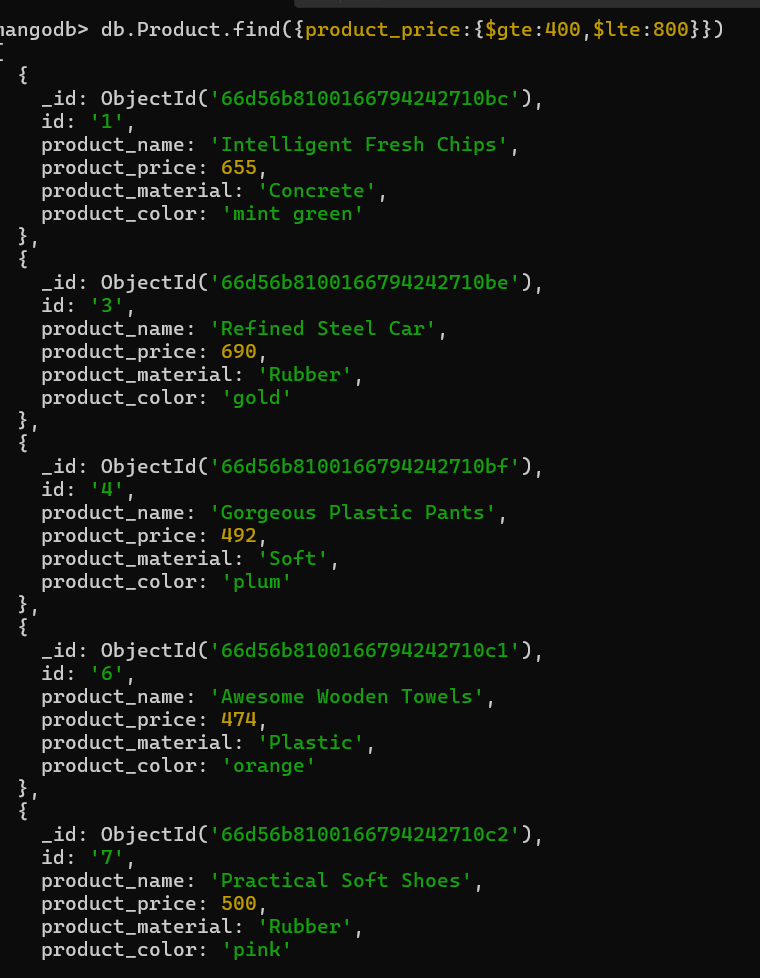 mangodb> db.Product.find({product_price:{$gte:400,$lte:800}})
[
{
_id: ObjectId('66d56b8100166794242710bc'),
id: '1',
product_name: 'Intelligent Fresh Chips',
product_price: 655,
product_material: 'Concrete',
product_color: 'mint green'
},
{
_id: ObjectId('66d56b8100166794242710be'),
id: '3',
product_name: 'Refined Steel Car',
product_price: 690,
product_material: 'Rubber',
product_color: 'gold'
},
{
_id: ObjectId('66d56b8100166794242710bf'),
id: '4',
product_name: 'Gorgeous Plastic Pants',
product_price: 492,
product_material: 'Soft',
product_color: 'plum'
},
{
_id: ObjectId('66d56b8100166794242710c1'),
id: '6',
product_name: 'Awesome Wooden Towels',
product_price: 474,
product_material: 'Plastic',
product_color: 'orange'
},
{
_id: ObjectId('66d56b8100166794242710c2'),
id: '7',
product_name: 'Practical Soft Shoes',
product_price: 500,
product_material: 'Rubber',
product_color: 'pink'